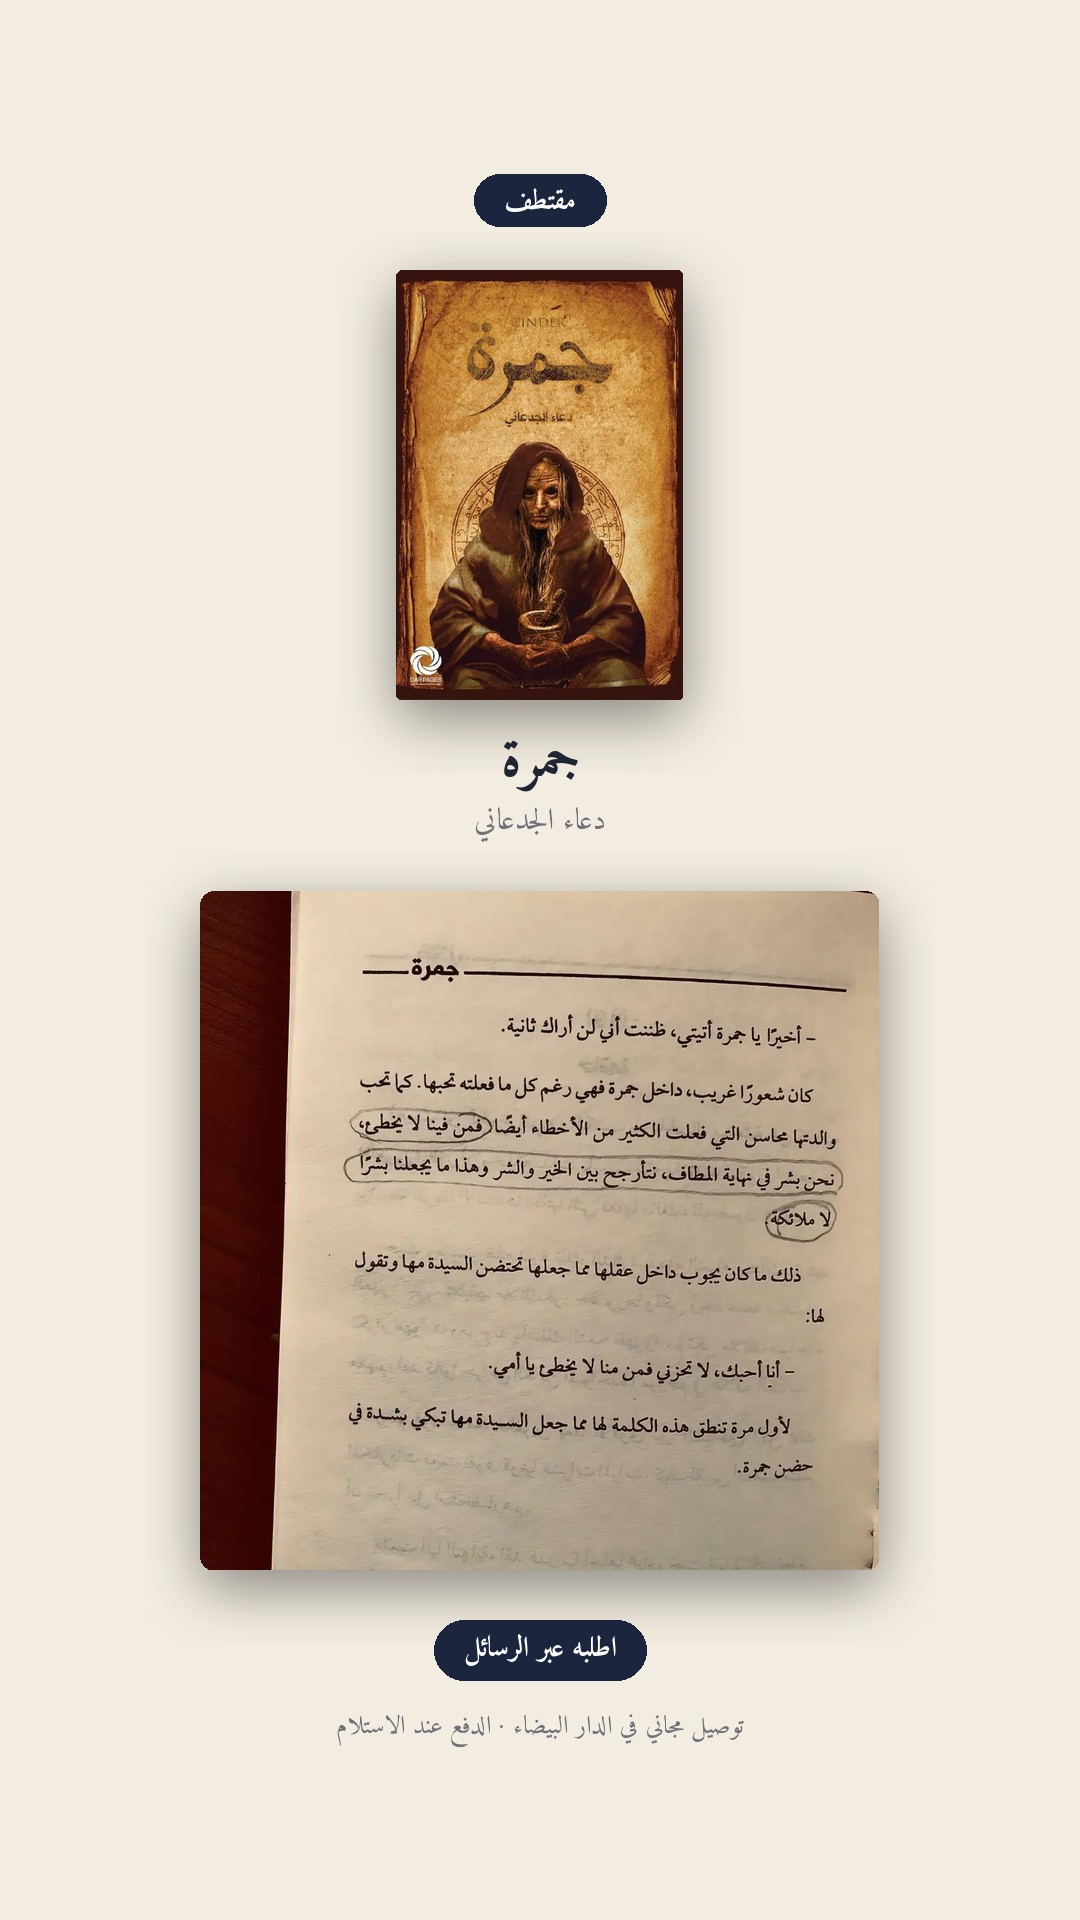 مقتطف
CINDER
جمرة
دعاء الجدعاني
DAR PAGES
جمرة
دعاء الجدعاني
جمرة
– أخيرًا يا جمرة أتيتي، ظننت أني لن أراك ثانية.
كان شعورًا غريب، داخل جمرة فهي رغم كل ما فعلته تحبها. كما تحب
والدتها محاسن التي فعلت الكثير من الأخطاء أيضًا فمن فينا لا يخطئ،
نحن بشر في نهاية المطاف، نتأرجح بين الخير والشر وهذا ما يجعلنا بشرًا
لا ملائكة.
ذلك ما كان يجوب داخل عقلها مما جعلها تحتضن السيدة مها وتقول
لها:
– أنا أحبك، لا تحزني فمن منا لا يخطئ يا أمي.
لأول مرة تنطق هذه الكلمة لها مما جعل السيدة مها تبكي بشدة في
حضن جمرة.
اطلبه عبر الرسائل
توصيل مجاني في الدار البيضاء · الدفع عند الاستلام